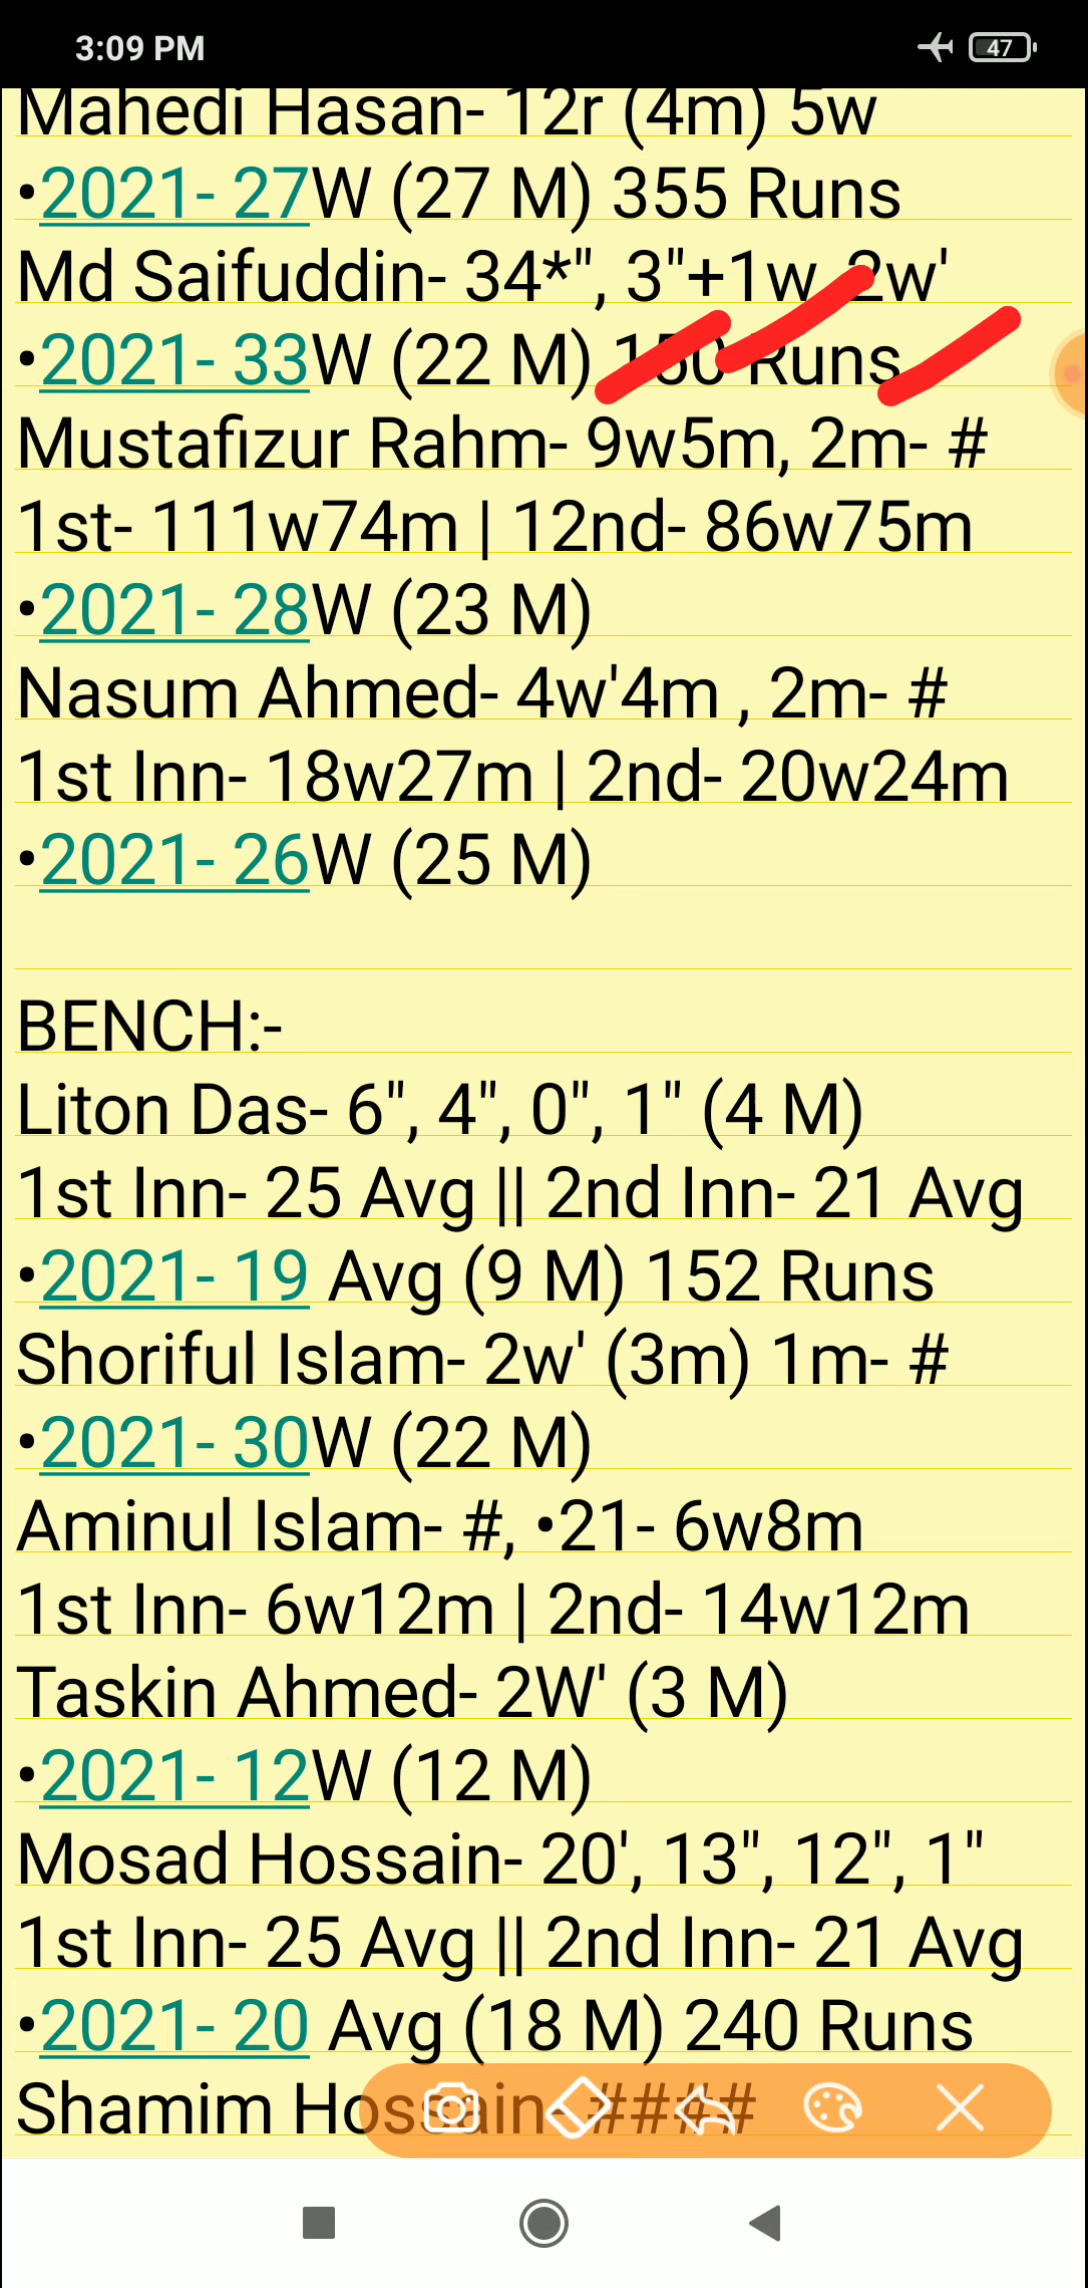 3:09 PM
47
Mahedi Hasan- 12r (4m) 5w
•2021- 27W (27 M) 355 Runs
Md Saifuddin- 34*", 3"+1w 2w'
•2021- 33W (22 M) 150 Runs
Mustafizur Rahm- 9w5m, 2m- #
1st- 111w74m | 12nd- 86w75m
•2021- 28W (23 M)
Nasum Ahmed- 4w'4m , 2m- #
1st Inn- 18w27m | 2nd- 20w24m
•2021- 26W (25 M)
BENCH:-
Liton Das- 6", 4", 0", 1" (4 M)
1st Inn- 25 Avg || 2nd Inn- 21 Avg
•2021- 19 Avg (9 M) 152 Runs
Shoriful Islam- 2w' (3m) 1m- #
•2021- 30W (22 M)
Aminul Islam- #, •21- 6w8m
1st Inn- 6w12m | 2nd- 14w12m
Taskin Ahmed- 2W' (3 M)
•2021- 12W (12 M)
Mosad Hossain- 20', 13", 12", 1"
1st Inn- 25 Avg || 2nd Inn- 21 Avg
•2021- 20 Avg (18 M) 240 Runs
Shamim Hossain- ####